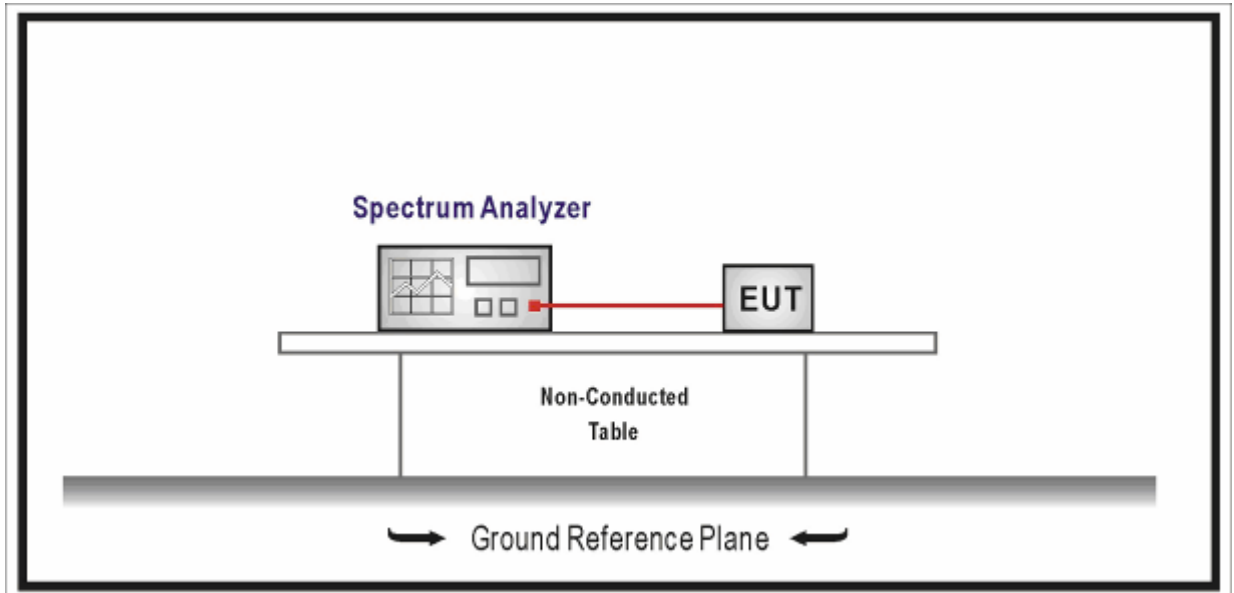 Spectrum Analyzer
EUT
Non-Conducted
Table
Ground Reference Plane